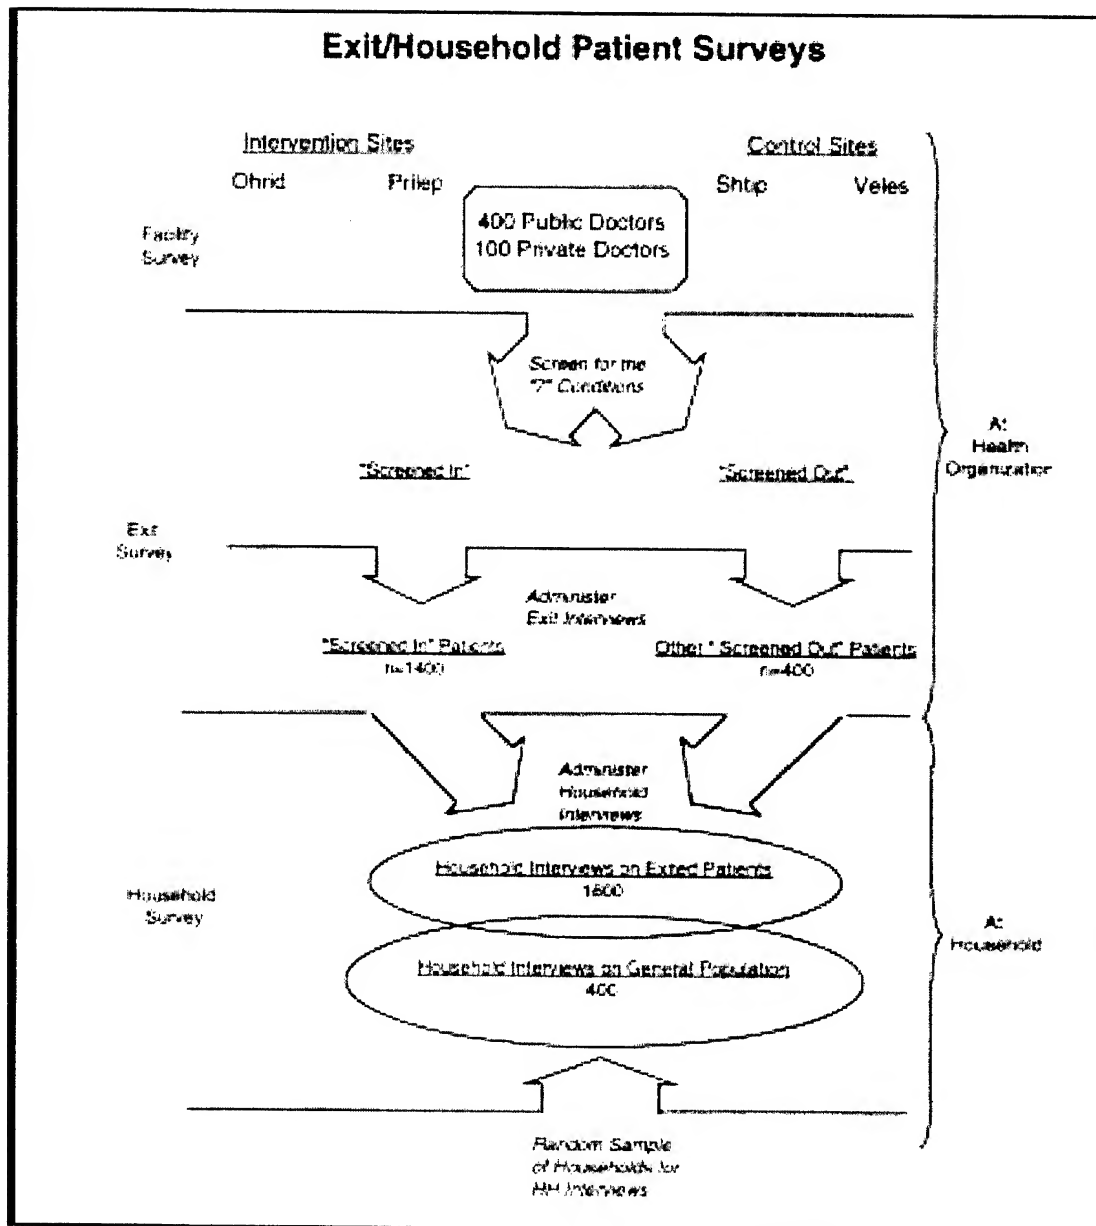 Exit/Household Patient Surveys
Intervention Sites
Control Sites
Ohrid
Prilep
Shtip
Veles
400 Public Doctors
100 Private Doctors
Facility
Survey
Screen for the
"7" Conditions
At
Health
Organization
"Screened In"
"Screened Out"
Exit
Survey
Administer
Exit Interviews
"Screened In" Patients
n=1400
Other "Screened Out" Patients
n=400
Administer
Household
Interviews
Household Interviews on Exited Patients
Household
Survey
Household Interviews on General Population
400
At
Household
Random Sample
of Households for
HH Interviews